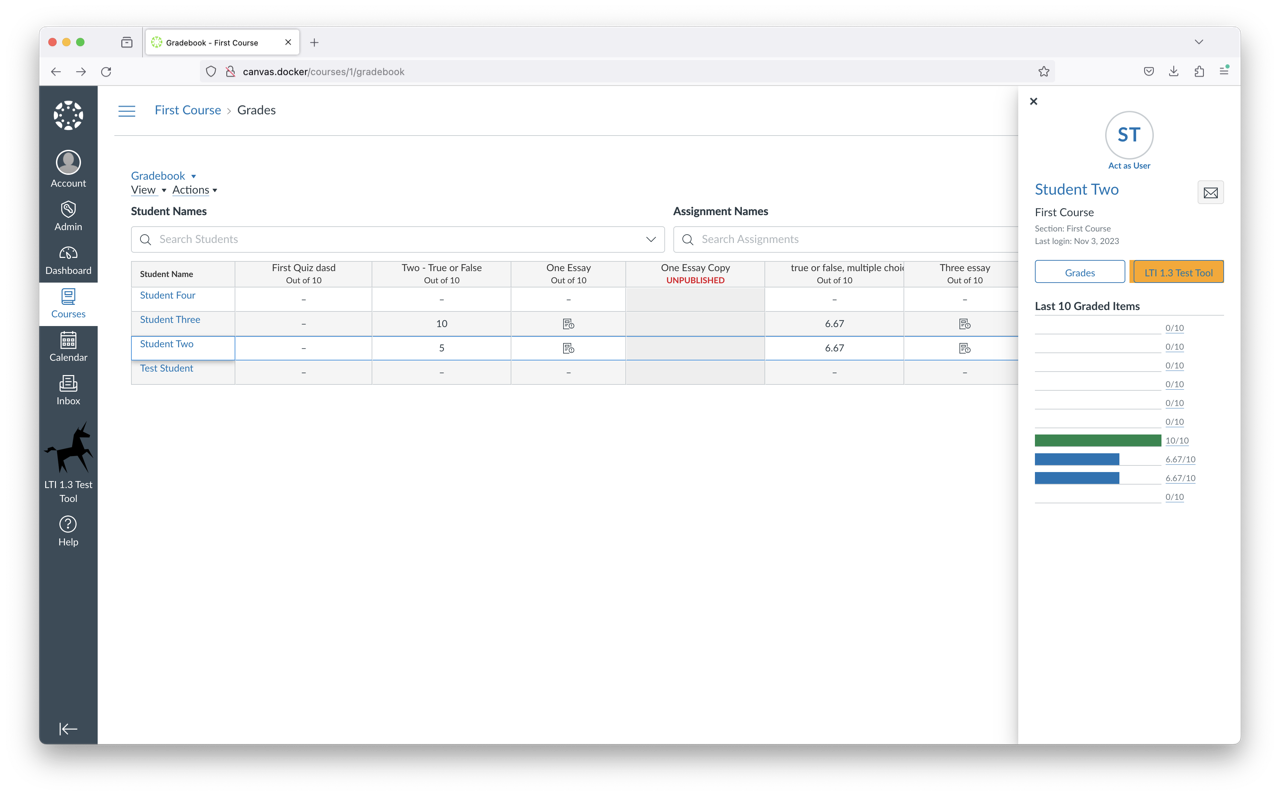 Gradebook - First Course
canvas.docker/courses/1/gradebook
Account
Admin
Dashboard
Courses
Calendar
Inbox
LTI 1.3 Test
Tool
Help
First Course › Grades
Gradebook
View Actions
Student Names
Search Students
Assignment Names
Search Assignments
Student Name
First Quiz dasd
Out of 10
Two - True or False
Out of 10
One Essay
Out of 10
One Essay Copy
UNPUBLISHED
true or false, multiple choi
Out of 10
Three essay
Out of 10
Student Four – – – – –
Student Three – 10 6.67
Student Two – 5 6.67
Test Student – – – – –
ST
Act as User
Student Two
First Course
Section: First Course
Last login: Nov 3, 2023
Grades
LTI 1.3 Test Tool
Last 10 Graded Items
0/10
0/10
0/10
0/10
0/10
0/10
10/10
6.67/10
6.67/10
0/10